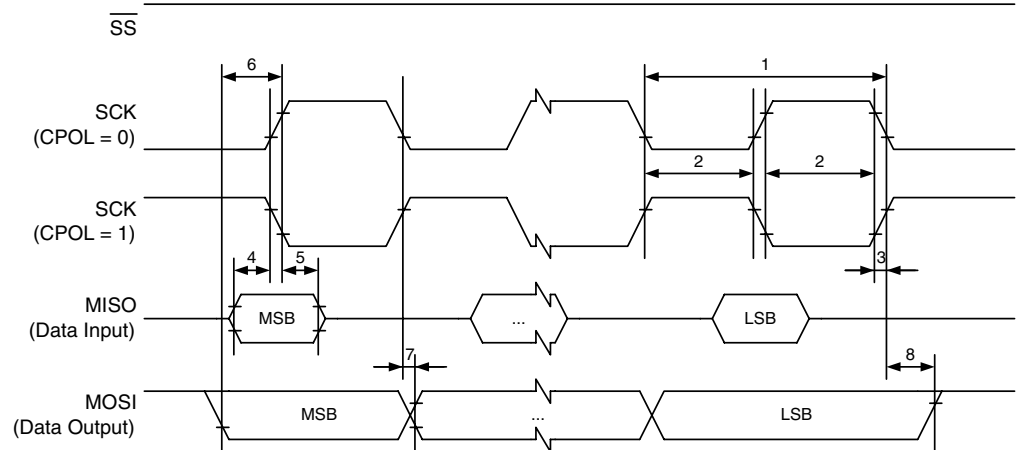 SS
6
1
SCK
(CPOL = 0)
2
2
SCK
(CPOL = 1)
4
5
3
MISO
(Data Input)
MSB
...
LSB
7
8
MOSI
(Data Output)
MSB
...
LSB